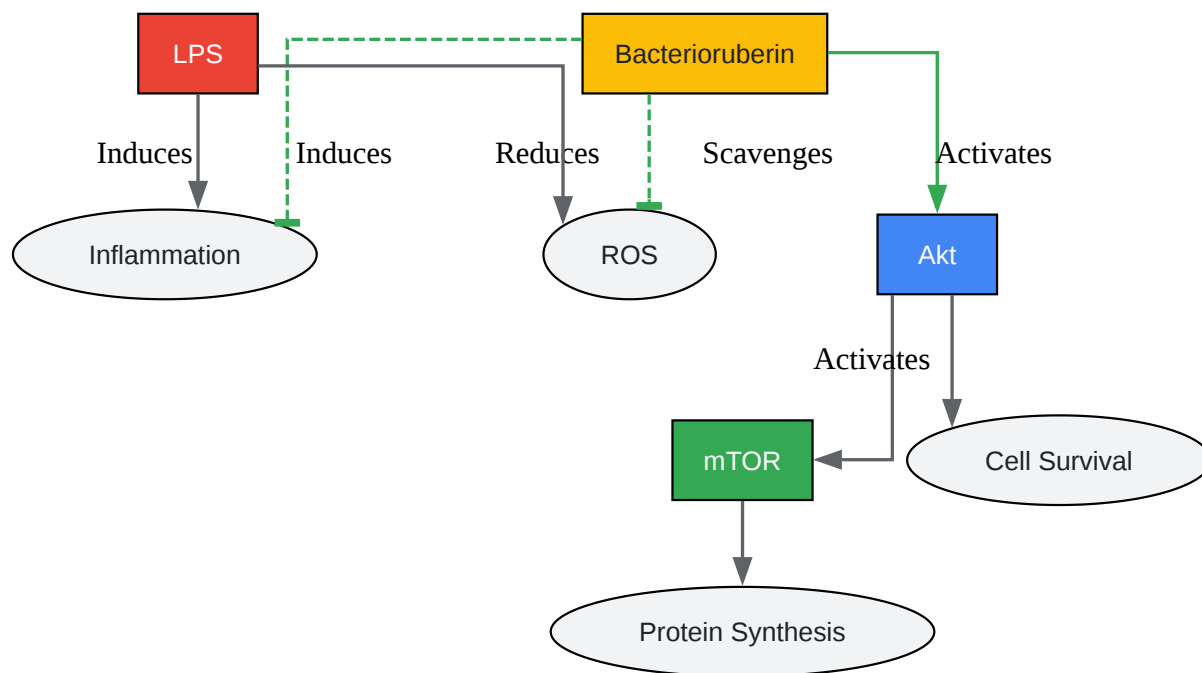 LPS
Bacterioruberin
Induces
Induces
Reduces
Scavenges
Activates
Inflammation
ROS
Akt
Activates
mTOR
Cell Survival
Protein Synthesis